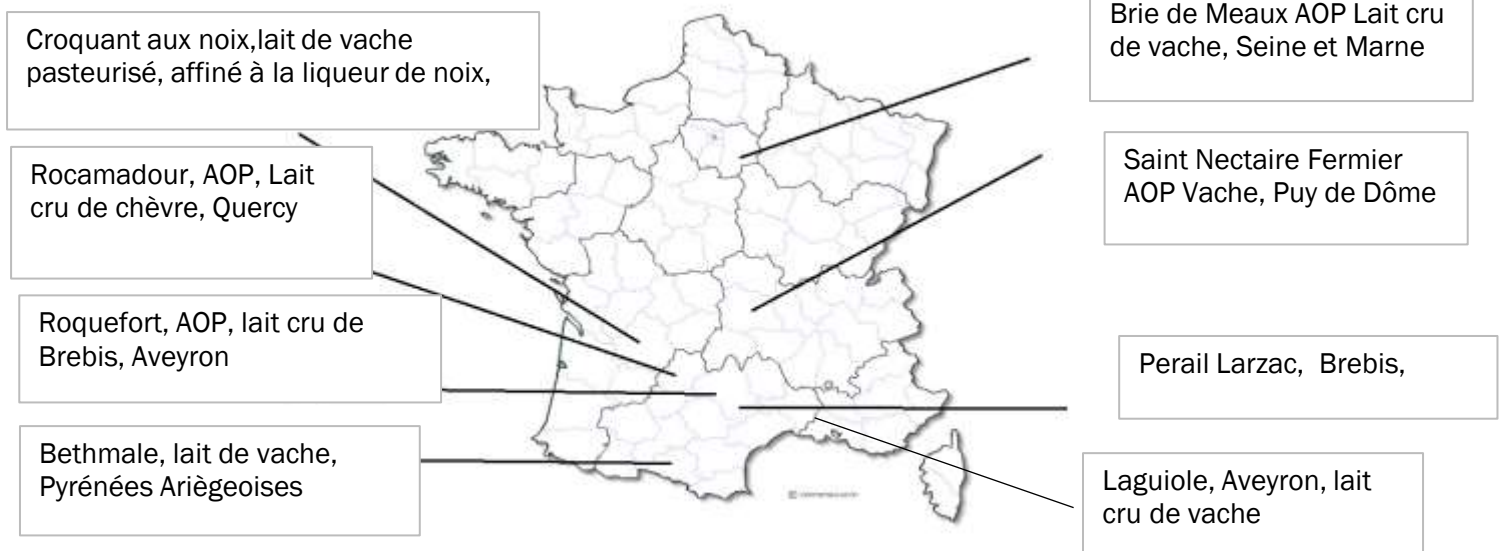 Croquant aux noix,lait de vache
pasteurisé, affiné à la liqueur de noix,
Rocamadour, AOP, Lait
cru de chèvre, Quercy
Roquefort, AOP, lait cru de
Brebis, Aveyron
Bethmale, lait de vache,
Pyrénées Ariègeoises
Brie de Meaux AOP Lait cru
de vache, Seine et Marne
Saint Nectaire Fermier
AOP Vache, Puy de Dôme
Perail Larzac, Brebis,
Laguiole, Aveyron, lait
cru de vache